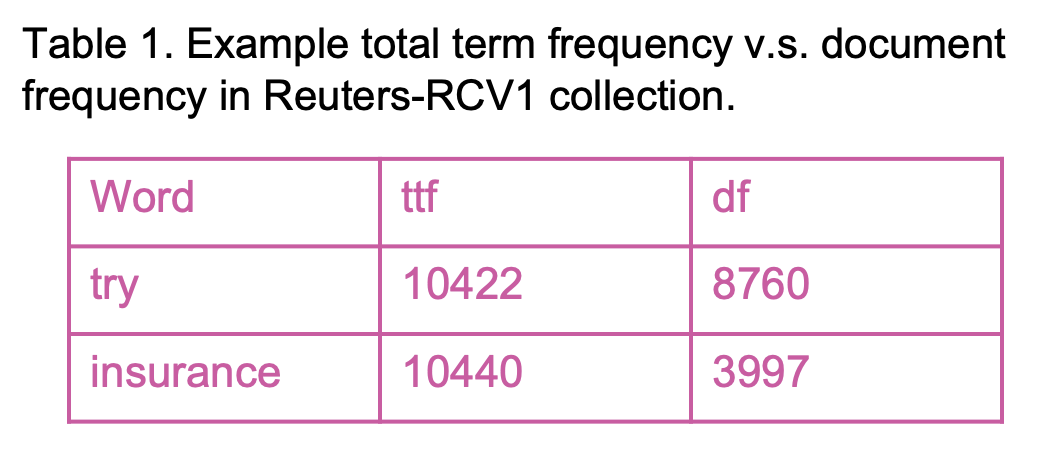 Table 1. Example total term frequency v.s. document
frequency in Reuters-RCV1 collection.
Word ttf df
try 10422 8760
insurance 10440 3997